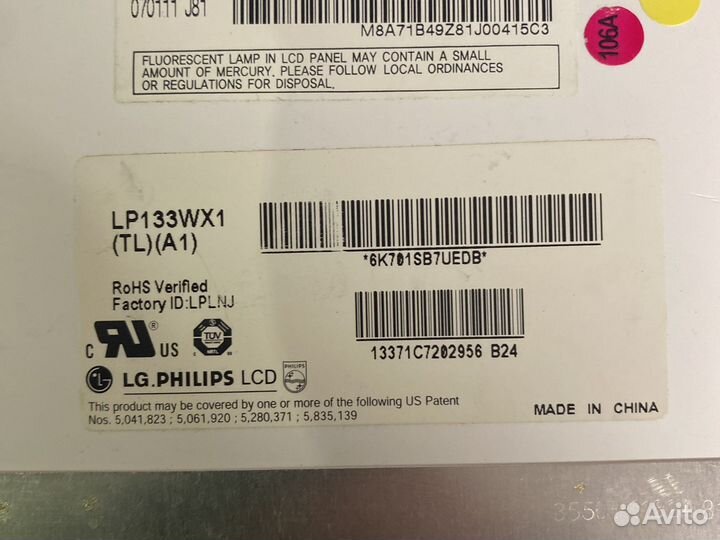 070111 J81
M8A71B49Z81J00415C3
106A
FLUORESCENT LAMP IN LCD PANEL MAY CONTAIN A SMALL
AMOUNT OF MERCURY. PLEASE FOLLOW LOCAL ORDINANCES
OR REGULATIONS FOR DISPOSAL.
LP133WX1
(TL)(A1)
*6K701SB7UEDB*
RoHS Verified
Factory ID:LPLNJ
C RU US
TÜV
13371C7202956 B24
LG.PHILIPS LCD
PHILIPS
This product may be covered by one or more of the following US Patent
Nos. 5,041,823 ; 5,061,920 ; 5,280,371 ; 5,835,139
MADE IN CHINA
Avito